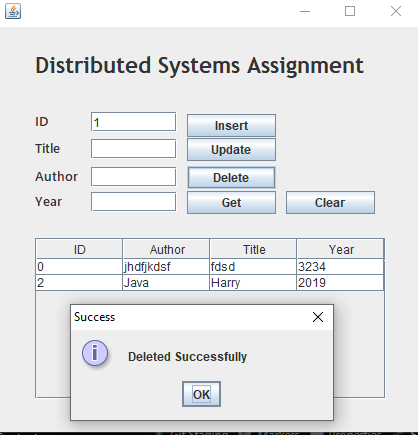 Distributed Systems Assignment
ID 1 Insert
Title Update
Author Delete
Year Get Clear
ID Author Title Year
0 jhdfjkdsf fdsd 3234
2 Java Harry 2019
Success
Deleted Successfully
OK